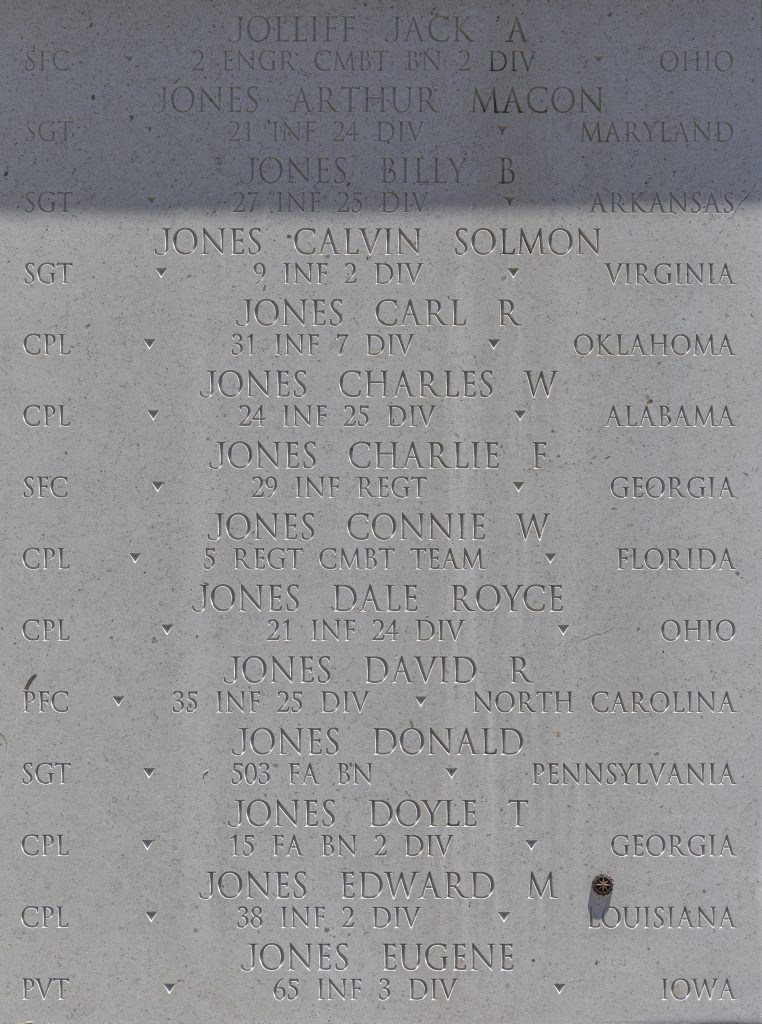 JOLLIFF JACK A
SFC ▾ 2 ENGR CMBT BN 2 DIV ▾ OHIO
JONES ARTHUR MACON
SGT ▾ 21 INF 24 DIV ▾ MARYLAND
JONES BILLY B
SGT ▾ 27 INF 25 DIV ▾ ARKANSAS
JONES CALVIN SOLMON
SGT ▾ 9 INF 2 DIV ▾ VIRGINIA
JONES CARL R
CPL ▾ 31 INF 7 DIV ▾ OKLAHOMA
JONES CHARLES W
CPL ▾ 24 INF 25 DIV ▾ ALABAMA
JONES CHARLIE F
SFC ▾ 29 INF REGT ▾ GEORGIA
JONES CONNIE W
CPL ▾ 5 REGT CMBT TEAM ▾ FLORIDA
JONES DALE ROYCE
CPL ▾ 21 INF 24 DIV ▾ OHIO
JONES DAVID R
PFC ▾ 35 INF 25 DIV ▾ NORTH CAROLINA
JONES DONALD
SGT ▾ 503 FA BN ▾ PENNSYLVANIA
JONES DOYLE T
CPL ▾ 15 FA BN 2 DIV ▾ GEORGIA
JONES EDWARD M
CPL ▾ 38 INF 2 DIV ▾ LOUISIANA
JONES EUGENE
PVT ▾ 65 INF 3 DIV ▾ IOWA